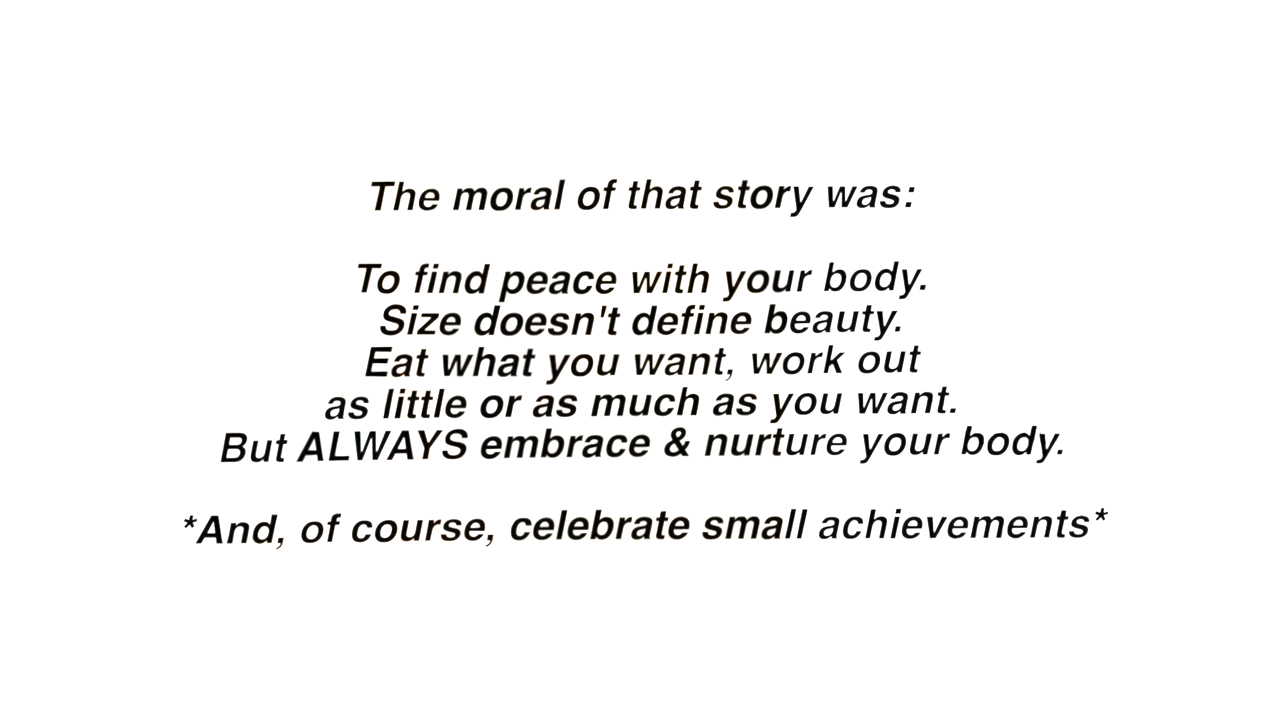 The moral of that story was:
To find peace with your body.
Size doesn't define beauty.
Eat what you want, work out
as little or as much as you want.
But ALWAYS embrace & nurture your body.
*And, of course, celebrate small achievements*